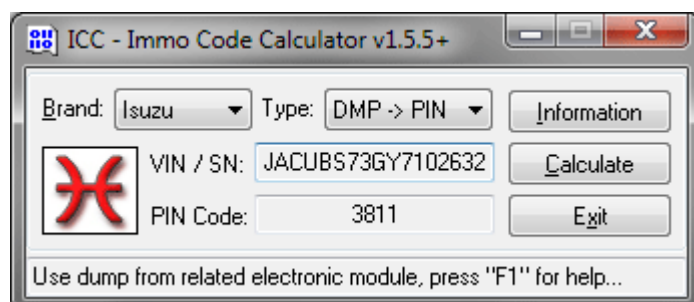 ICC - Immo Code Calculator v1.5.5+
Brand: Isuzu Type: DMP -> PIN Information
VIN / SN: JACUBS73GY7102632 Calculate
PIN Code: 3811 Exit
Use dump from related electronic module, press "F1" for help...